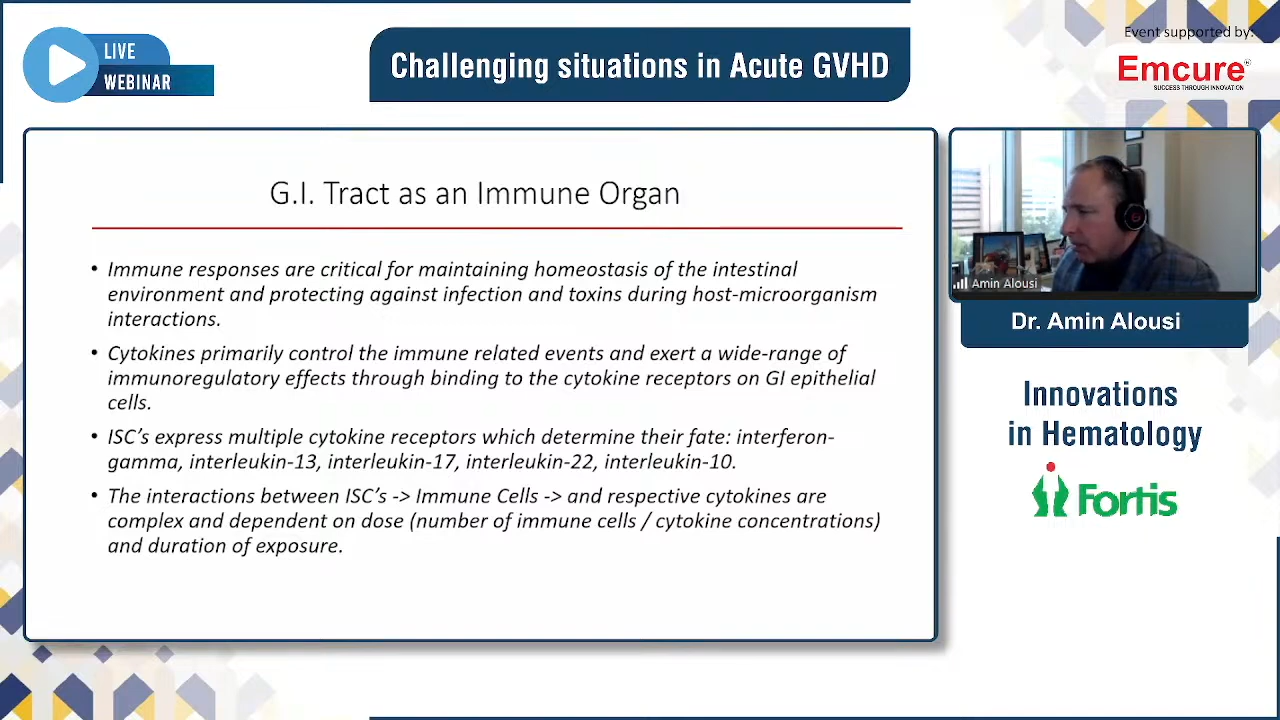 LIVE
WEBINAR
Challenging situations in Acute GVHD
Event supported by:
Emcure®
SUCCESS THROUGH INNOVATION
G.I. Tract as an Immune Organ
• Immune responses are critical for maintaining homeostasis of the intestinal
environment and protecting against infection and toxins during host-microorganism
interactions.
• Cytokines primarily control the immune related events and exert a wide-range of
immunoregulatory effects through binding to the cytokine receptors on GI epithelial
cells.
• ISC’s express multiple cytokine receptors which determine their fate: interferon-
gamma, interleukin-13, interleukin-17, interleukin-22, interleukin-10.
• The interactions between ISC’s -> Immune Cells -> and respective cytokines are
complex and dependent on dose (number of immune cells / cytokine concentrations)
and duration of exposure.
Amin Alousi
Dr. Amin Alousi
Innovations
in Hematology
Fortis